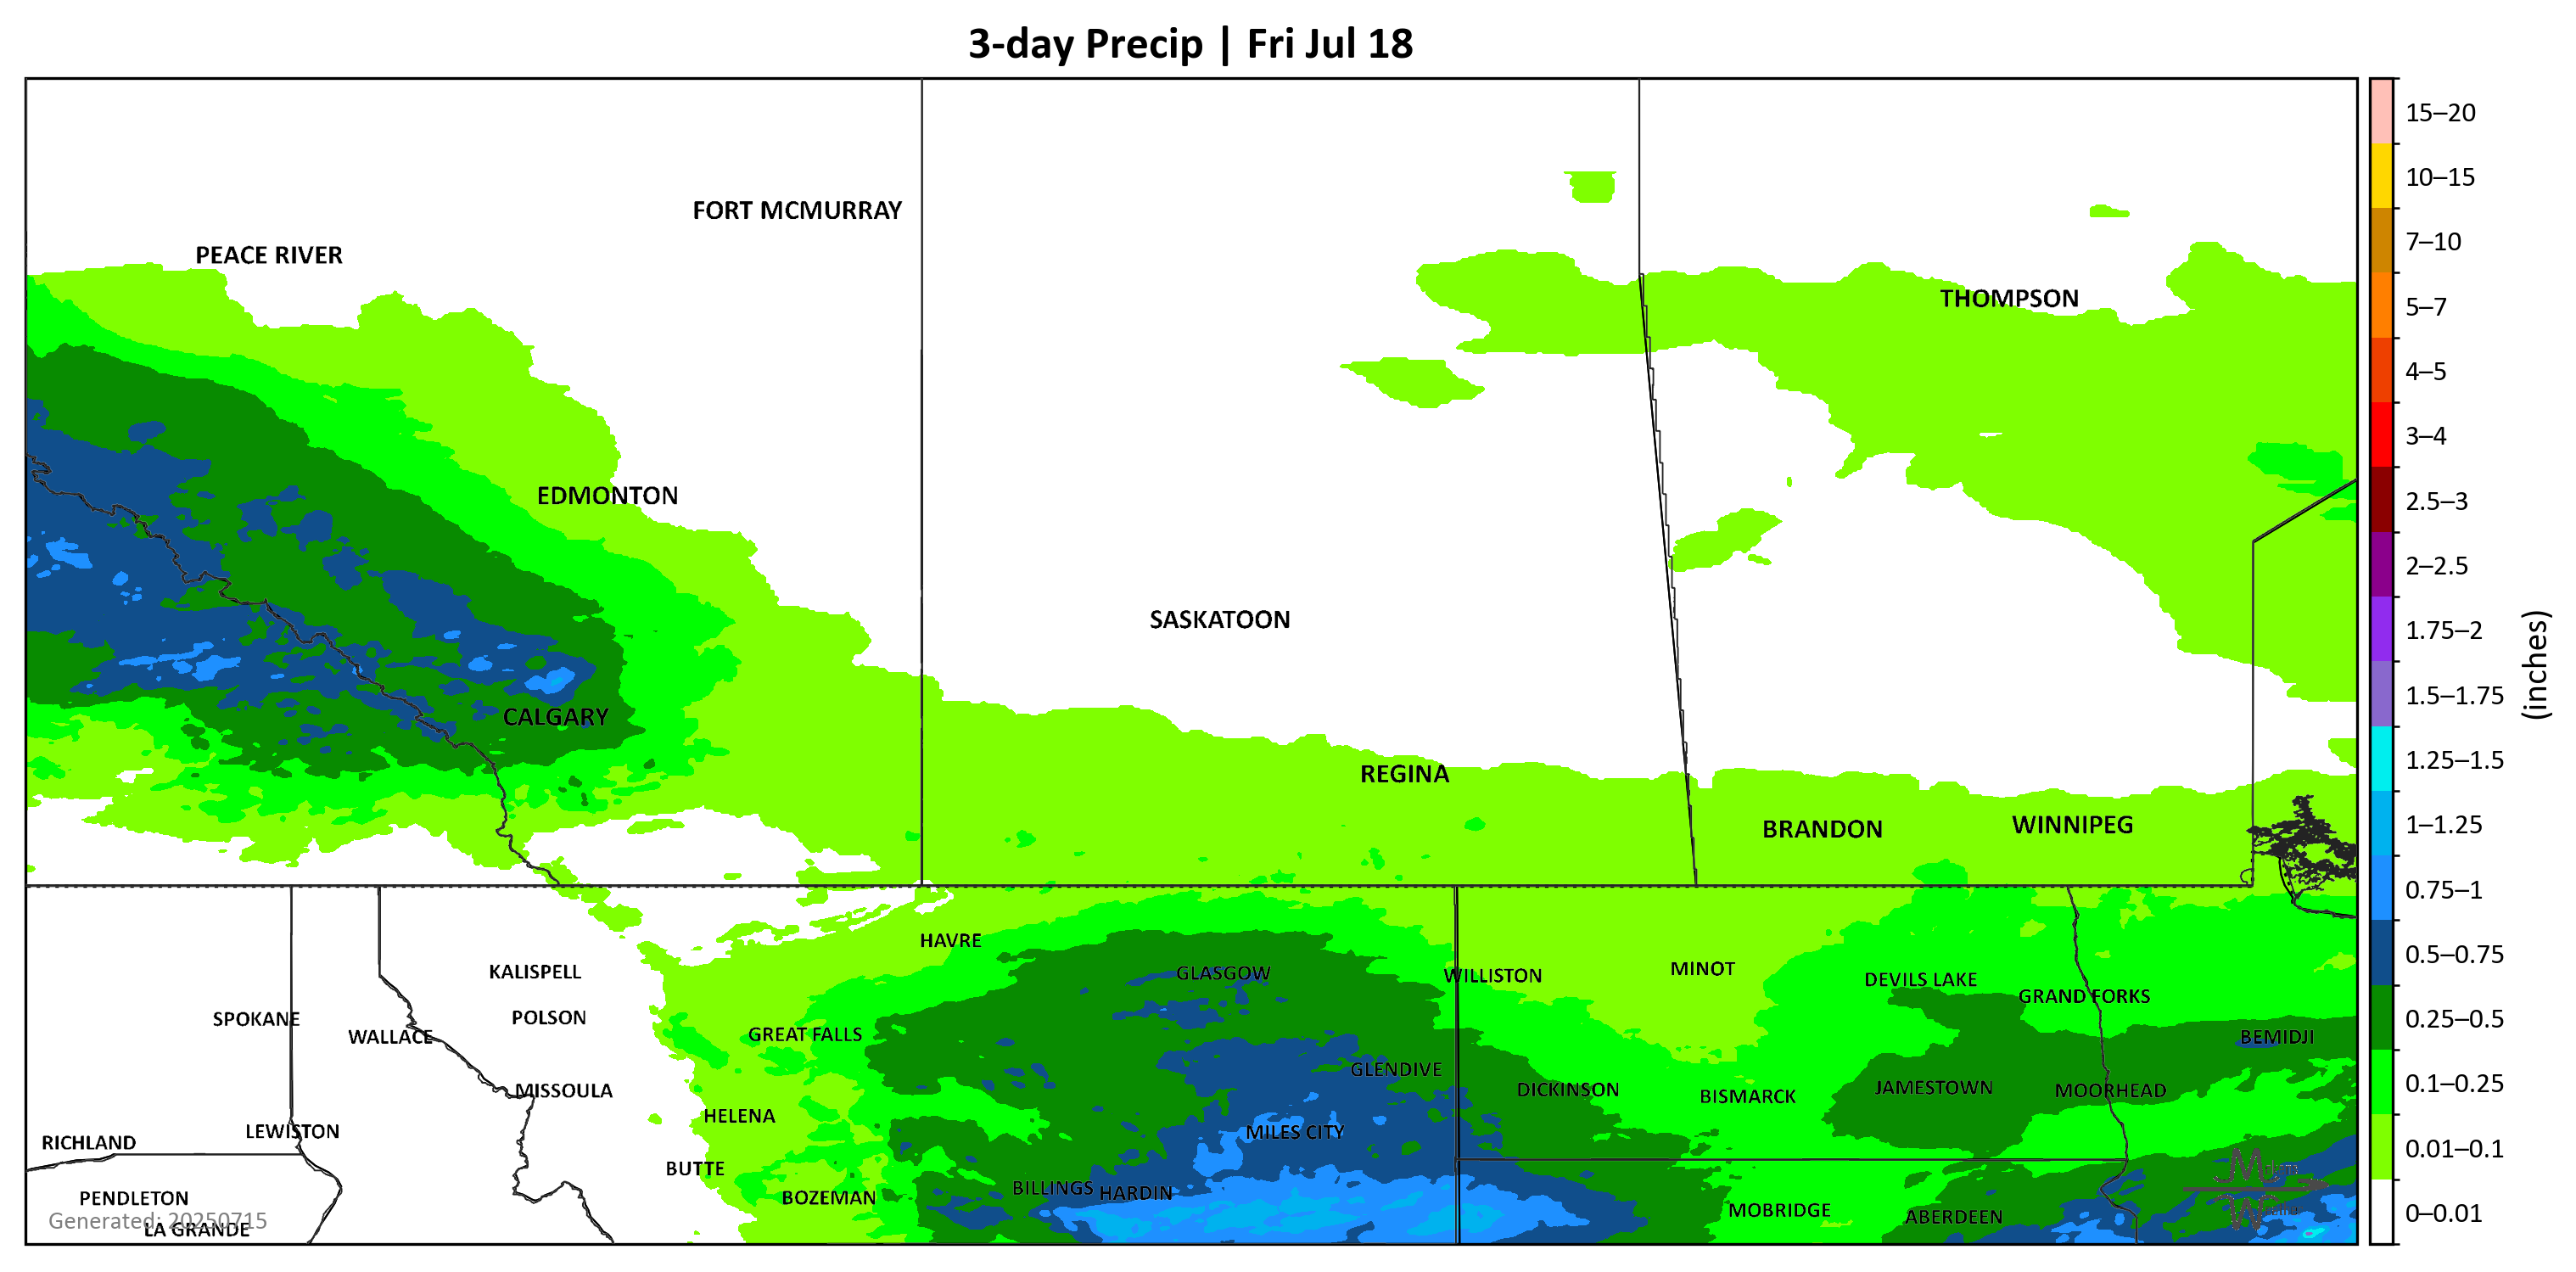 3-day Precip | Fri Jul 18
FORT MCMURRAY
PEACE RIVER
THOMPSON
EDMONTON
SASKATOON
CALGARY
REGINA
BRANDON
WINNIPEG
HAVRE
KALISPELL
GLASGOW
WILLISTON
MINOT
DEVILS LAKE
GRAND FORKS
SPOKANE
POLSON
WALLACE
GREAT FALLS
BEMIDJI
GLENDIVE
MISSOULA
DICKINSON
BISMARCK
JAMESTOWN
MOORHEAD
HELENA
RICHLAND
LEWISTON
MILES CITY
BUTTE
PENDLETON
BOZEMAN
BILLINGS
HARDIN
MOBRIDGE
ABERDEEN
Generated: 20250715
LA GRANDE
15–20
10–15
7–10
5–7
4–5
3–4
2.5–3
2–2.5
1.75–2
1.5–1.75
1.25–1.5
1–1.25
0.75–1
0.5–0.75
0.25–0.5
0.1–0.25
0.01–0.1
0–0.01
(inches)